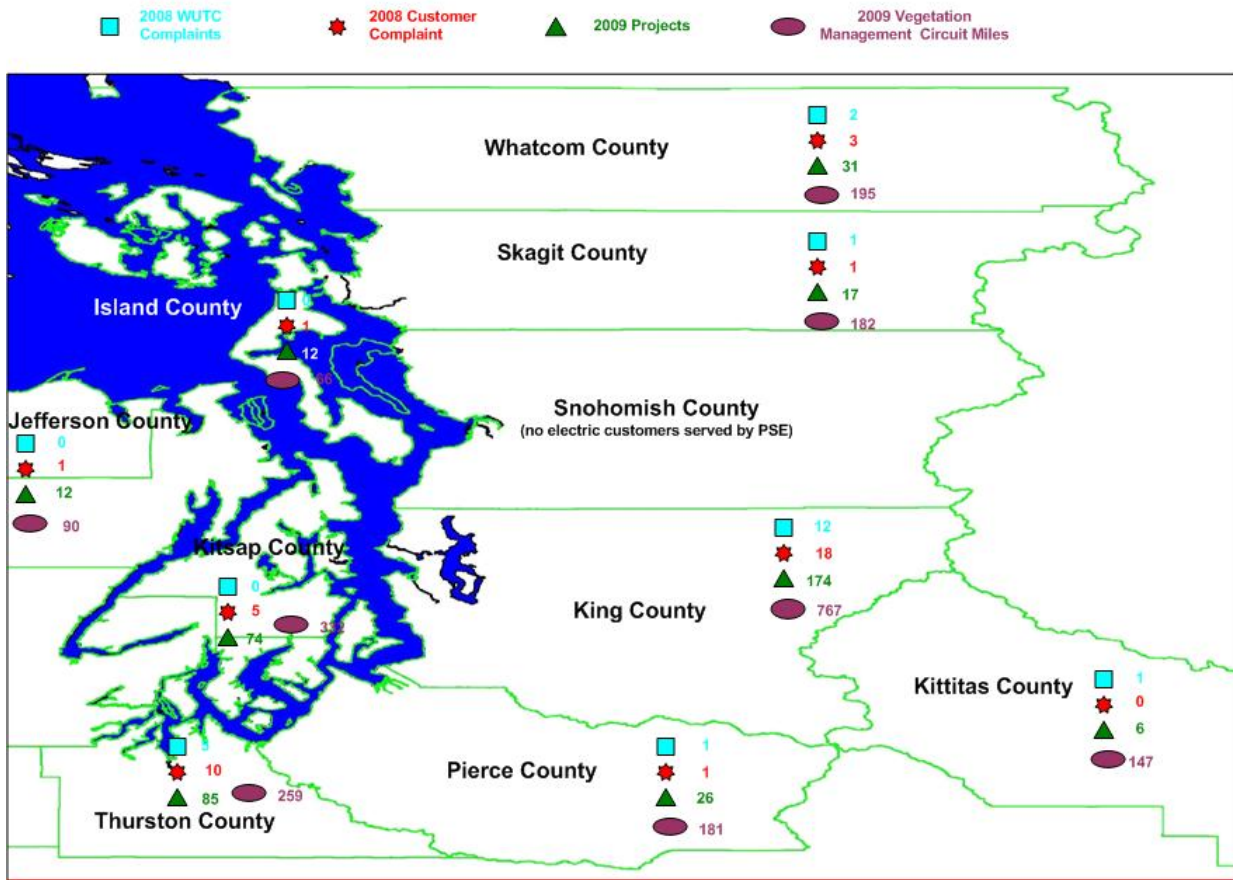 2008 WUTC
Complaints
2008 Customer
Complaint
2009 Projects
2009 Vegetation
Management Circuit Miles
Whatcom County
2
3
31
195
Skagit County
1
1
17
182
Island County
0
1
12
66
Snohomish County
(no electric customers served by PSE)
Jefferson County
0
1
12
90
Kitsap County
0
5
74
King County
12
18
174
767
Kittitas County
1
0
6
147
Thurston County
10
85
259
Pierce County
1
1
26
181